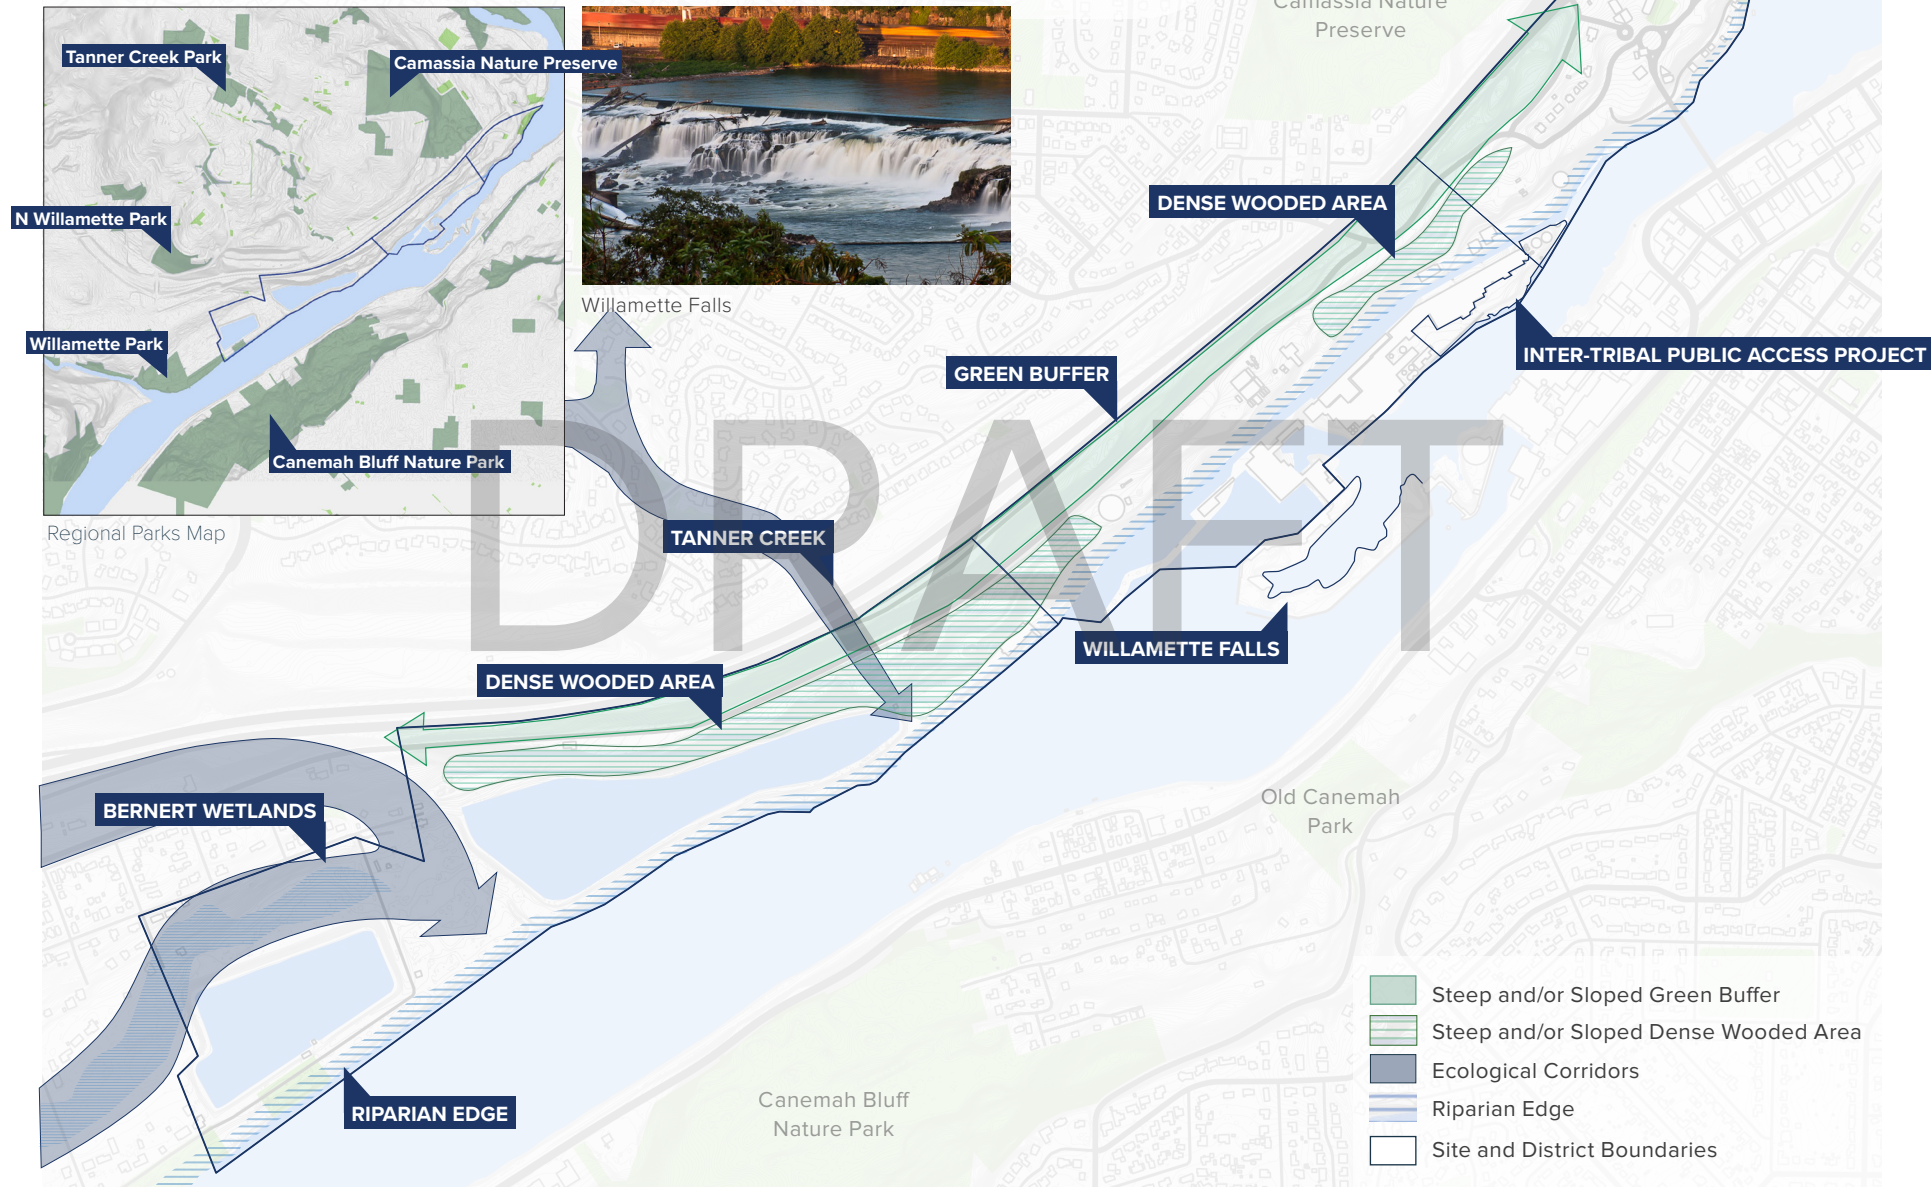 Tanner Creek Park
Camassia Nature Preserve
N Willamette Park
Willamette Park
Canemah Bluff Nature Park
Regional Parks Map
Willamette Falls
Camassia Nature
Preserve
DENSE WOODED AREA
INTER-TRIBAL PUBLIC ACCESS PROJECT
GREEN BUFFER
DRAFT
TANNER CREEK
WILLAMETTE FALLS
DENSE WOODED AREA
BERNERT WETLANDS
Old Canemah
Park
RIPARIAN EDGE
Canemah Bluff
Nature Park
Steep and/or Sloped Green Buffer
Steep and/or Sloped Dense Wooded Area
Ecological Corridors
Riparian Edge
Site and District Boundaries